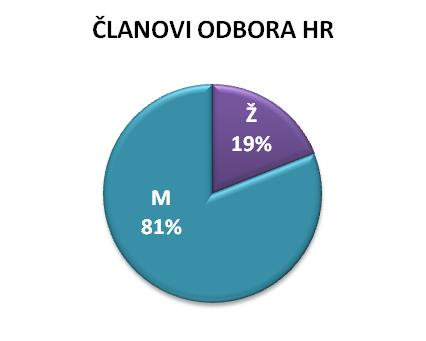 ČLANOVI ODBORA HR
Ž
19%
M
81%